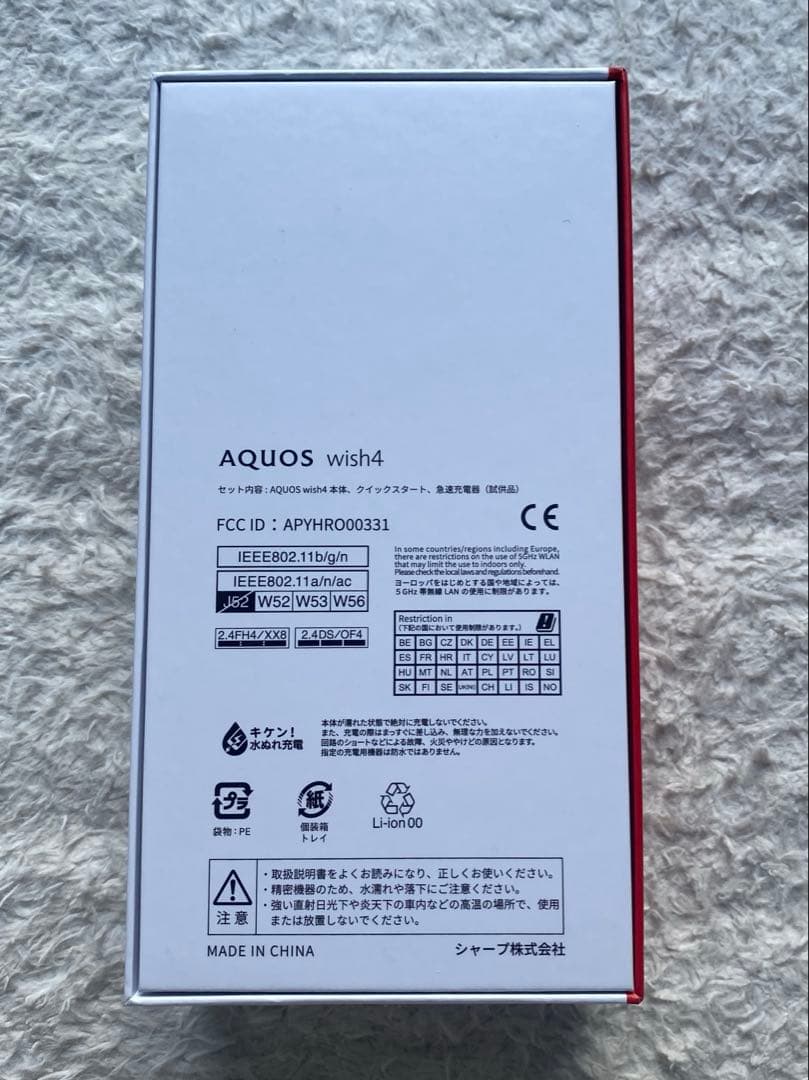 AQUOS wish4
セット内容 : AQUOS wish4 本体、クイックスタート、急速充電器（試供品）
FCC ID：APYHRO00331
CE
IEEE802.11b/g/n
IEEE802.11a/n/ac
J52 W52 W53 W56
2.4FH4/XX8 2.4DS/OF4
In some countries/regions including Europe,
there are restrictions on the use of 5GHz WLAN
that may limit the use to indoors only.
Please check the local laws and regulations beforehand.
ヨーロッパをはじめとする国や地域によっては、
5 GHz 帯無線 LAN の使用に制限があります。
Restriction in
（下記の国において使用制限があります。）
BE BG CZ DK DE EE IE EL
ES FR HR IT CY LV LT LU
HU MT NL AT PL PT RO SI
SK FI SE UK(NI) CH LI IS NO
キケン！
水ぬれ充電
本体が濡れた状態で絶対に充電しないでください。
また、充電の際はまっすぐに差し込み、無理な力を加えないでください。
回路のショートなどによる故障、火災ややけどの原因となります。
指定の充電用機器は防水ではありません。
プラ
袋物：PE
紙
個装箱
トレイ
Li-ion 00
注意
・取扱説明書をよくお読みになり、正しくお使いください。
・精密機器のため、水濡れや落下にご注意ください。
・強い直射日光下や炎天下の車内などの高温の場所で、使用
または放置しないでください。
MADE IN CHINA
シャープ株式会社